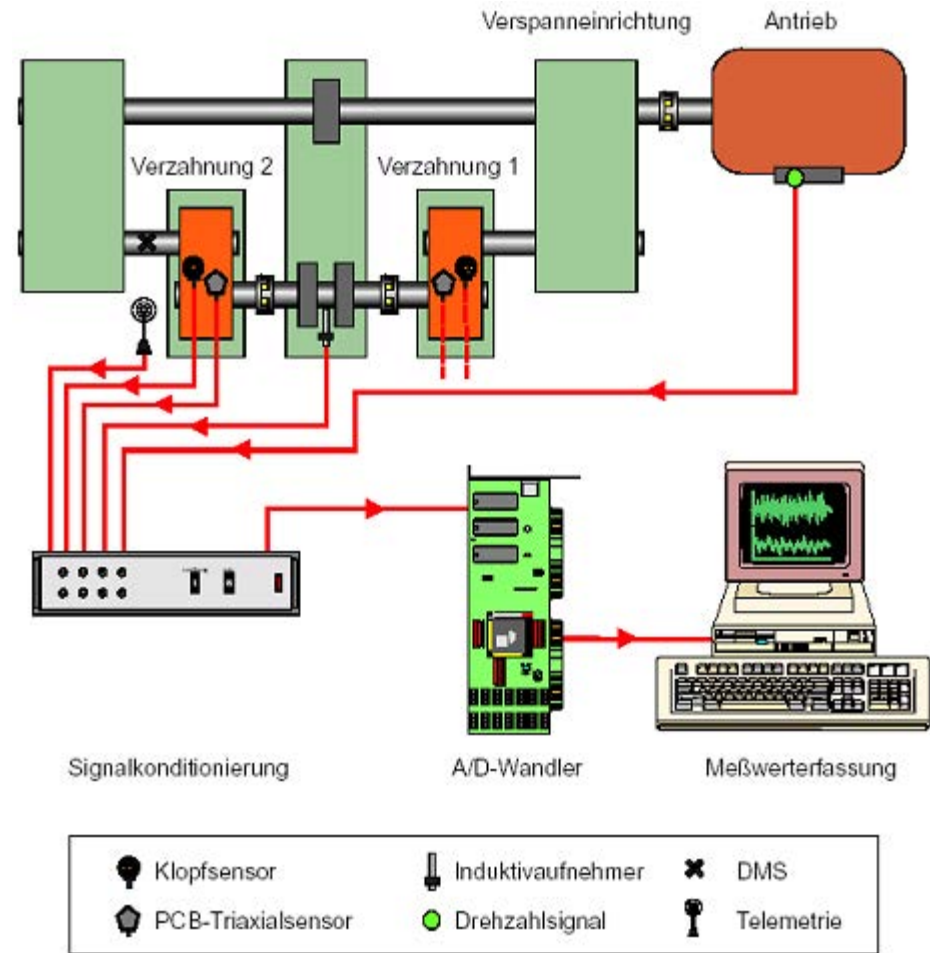 Verspanneinrichtung
Antrieb
Verzahnung 2
Verzahnung 1
Signalkonditionierung
A/D-Wandler
Meßwerterfassung
Klopfsensor
Induktivaufnehmer
DMS
PCB-Triaxialsensor
Drehzahlsignal
Telemetrie